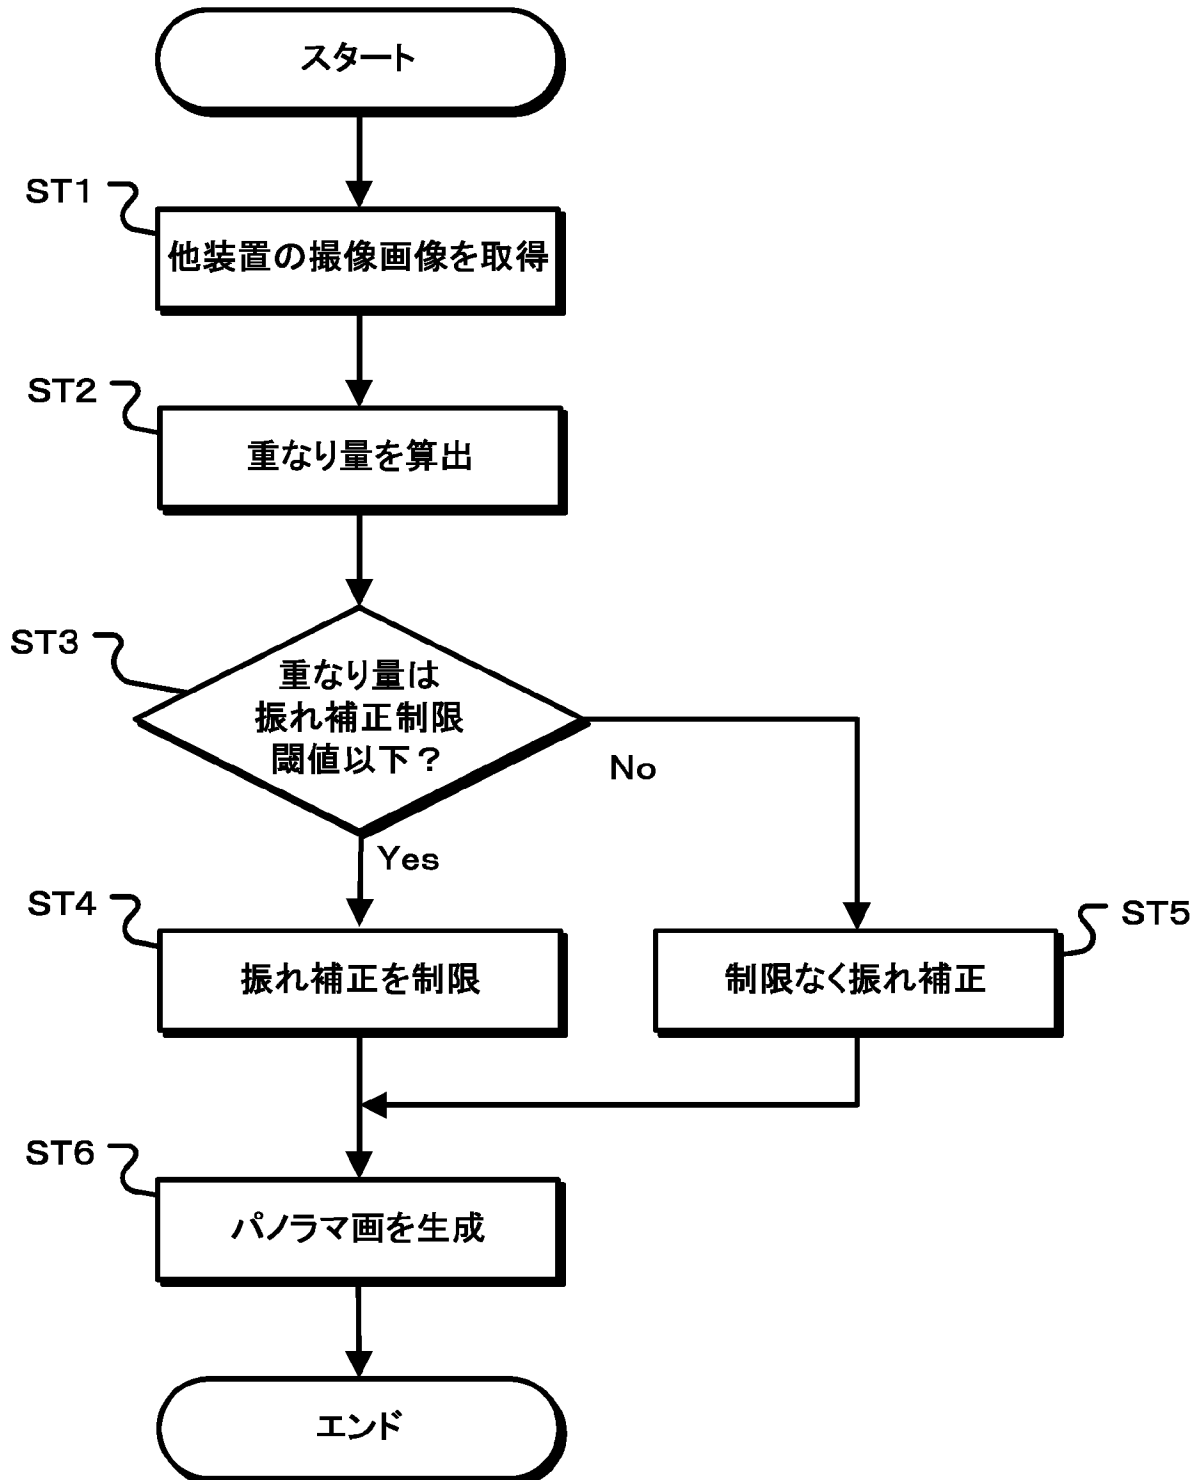 スタート
ST1
他装置の撮像画像を取得
ST2
重なり量を算出
ST3
重なり量は
振れ補正制限
閾値以下？
No
Yes
ST4
振れ補正を制限
ST5
制限なく振れ補正
ST6
パノラマ画を生成
エンド